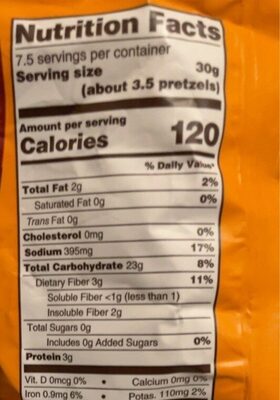 Nutrition Facts
7.5 servings per container
Serving size 30g
(about 3.5 pretzels)
Amount per serving
Calories 120
% Daily Value*
Total Fat 2g 2%
Saturated Fat 0g 0%
Trans Fat 0g
Cholesterol 0mg 0%
Sodium 395mg 17%
Total Carbohydrate 23g 8%
Dietary Fiber 3g 11%
Soluble Fiber <1g (less than 1)
Insoluble Fiber 2g
Total Sugars 0g
Includes 0g Added Sugars 0%
Protein 3g
Vit. D 0mcg 0% • Calcium 0mg 0%
Iron 0.9mg 6% • Potas. 110mg 2%